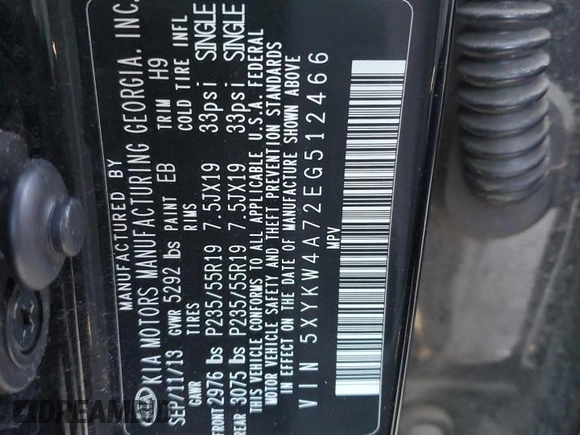 MANUFACTURED BY
KIA MOTORS MANUFACTURING GEORGIA, INC.
SEP/11/13 GVWR 5292 lbs PAINT EB TRIM H9
GAWR TIRES RIMS COLD TIRE INFL
FRONT 2976 lbs P235/55R19 7.5JX19 33psi SINGLE
REAR 3075 lbs P235/55R19 7.5JX19 33psi SINGLE
THIS VEHICLE CONFORMS TO ALL APPLICABLE U.S.A. FEDERAL
MOTOR VEHICLE SAFETY AND THEFT PREVENTION STANDARDS
IN EFFECT ON THE DATE OF MANUFACTURE SHOWN ABOVE
VIN 5XYKW4A72EG512466
MPV